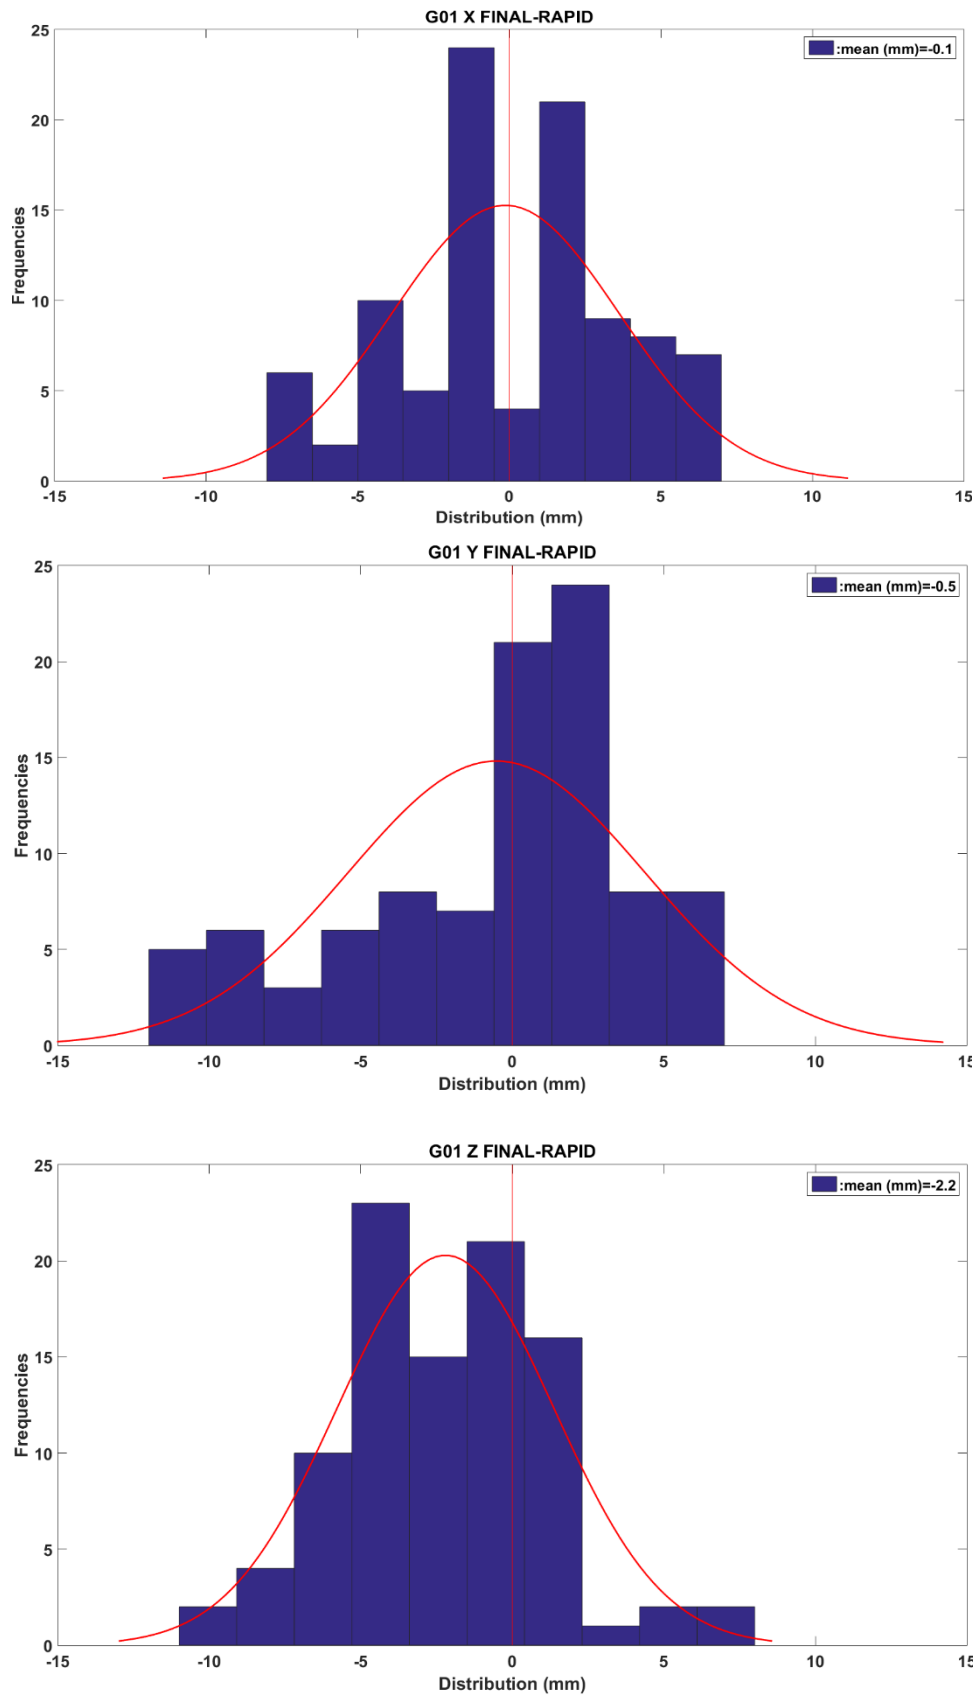 G01 X FINAL-RAPID
:mean (mm)=-0.1
25
20
15
10
5
0
Frequencies
-15 -10 -5 0 5 10 15
Distribution (mm)
G01 Y FINAL-RAPID
:mean (mm)=-0.5
25
20
15
10
5
0
Frequencies
-15 -10 -5 0 5 10 15
Distribution (mm)
G01 Z FINAL-RAPID
:mean (mm)=-2.2
25
20
15
10
5
0
Frequencies
-15 -10 -5 0 5 10 15
Distribution (mm)